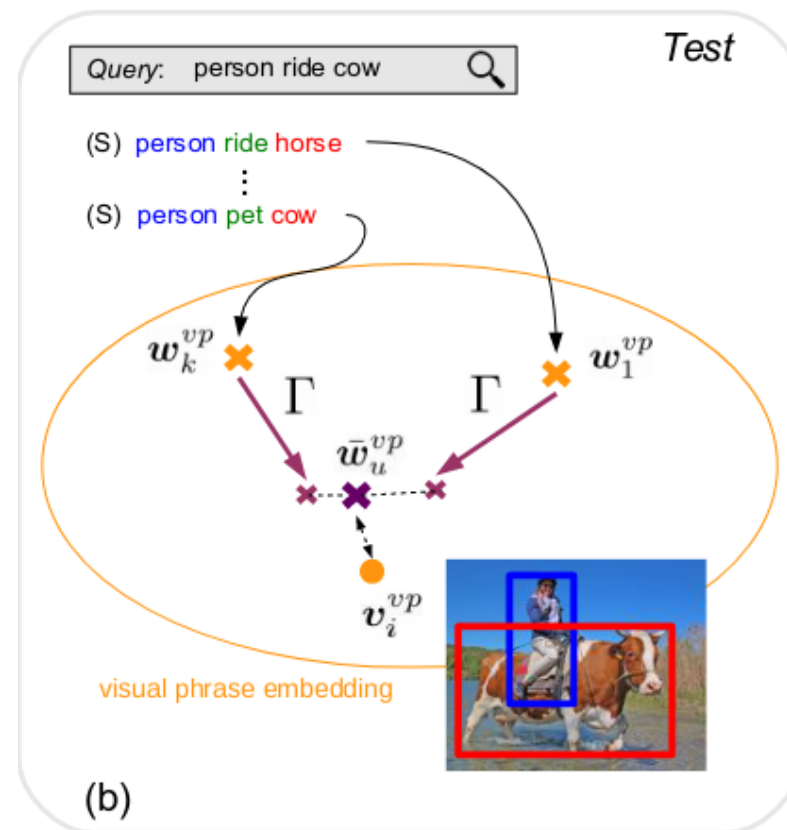 Test
Query: person ride cow
(S) person ride horse
⋮
(S) person pet cow
w_k^{vp}
w_1^{vp}
Γ Γ
\bar{w}_u^{vp}
v_i^{vp}
visual phrase embedding
(b)